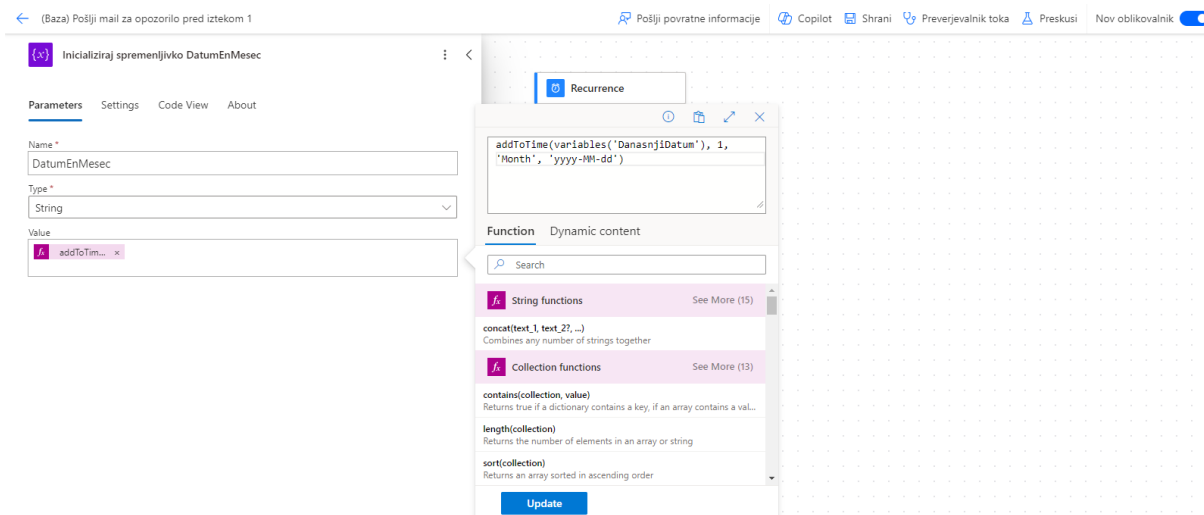 (Baza) Pošlji mail za opozorilo pred iztekom 1
Pošlji povratne informacije
Copilot
Shrani
Preverjevalnik toka
Preskusi
Nov oblikovalnik
{x}
Inicializiraj spremenljivko DatumEnMesec
Parameters
Settings
Code View
About
Name *
DatumEnMesec
Type *
String
Value
fx
addToTim...
×
Recurrence
addToTime(variables('DanasnjiDatum'), 1,
'Month', 'yyyy-MM-dd')
Function
Dynamic content
Search
fx
String functions
See More (15)
concat(text_1, text_2?, ...)
Combines any number of strings together
fx
Collection functions
See More (13)
contains(collection, value)
Returns true if a dictionary contains a key, if an array contains a val...
length(collection)
Returns the number of elements in an array or string
sort(collection)
Returns an array sorted in ascending order
Update